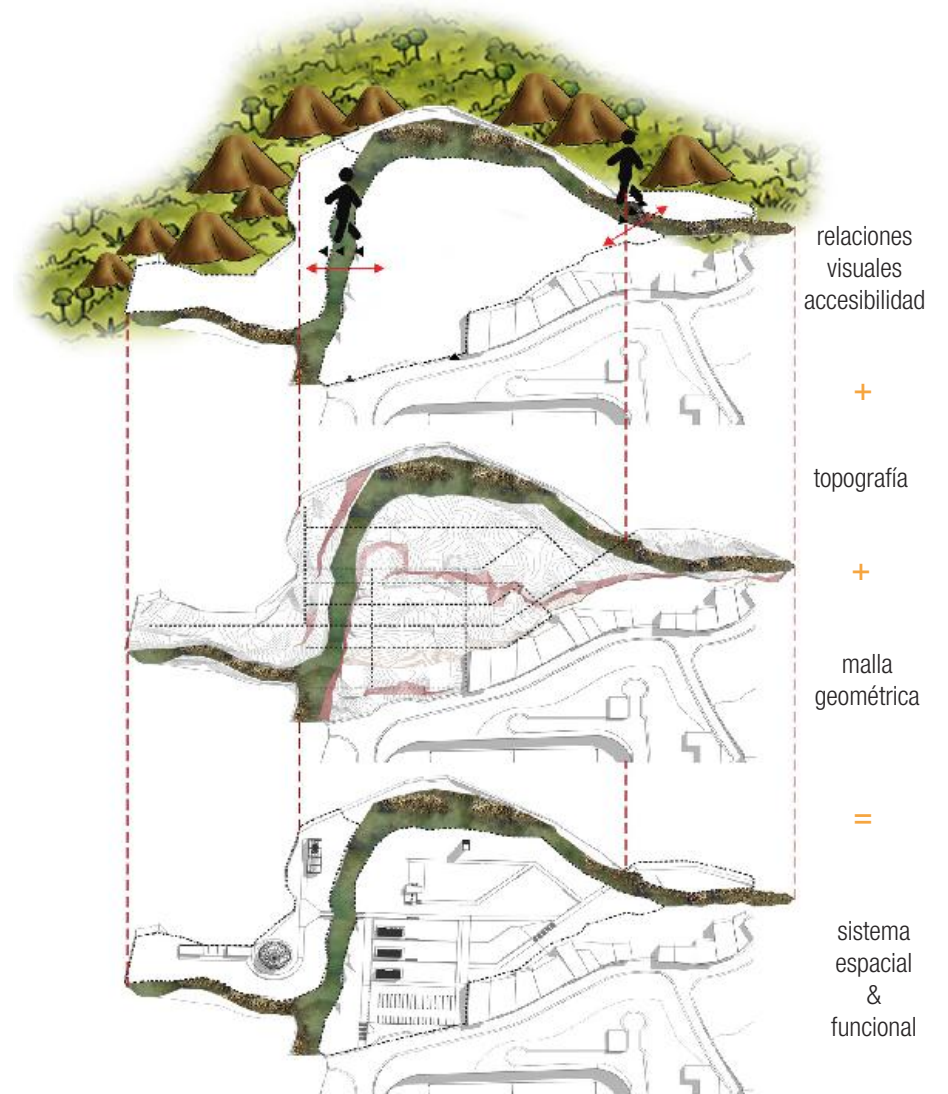 relaciones
visuales
accesibilidad
+
topografía
+
malla
geométrica
=
sistema
espacial
&
funcional